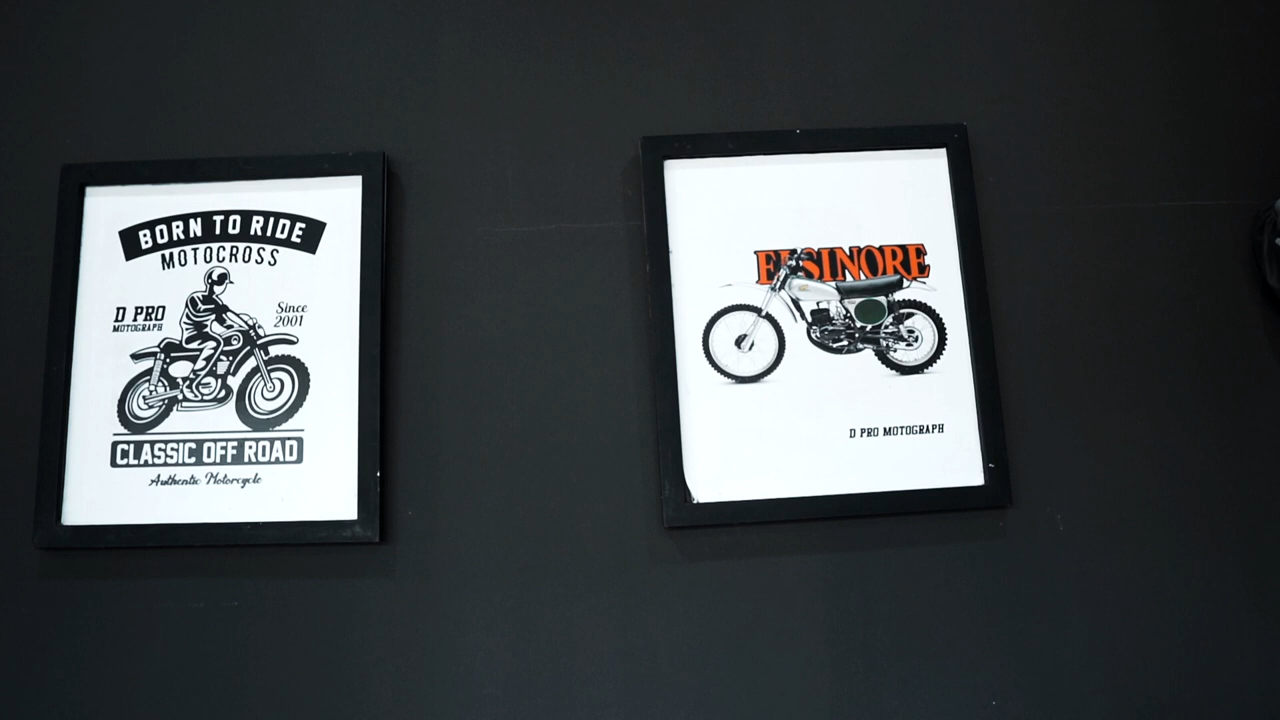 BORN TO RIDE
MOTOCROSS
D PRO
MOTOGRAPH
Since
2001
CLASSIC OFF ROAD
Authentic Motorcycle
ELSINORE
D PRO MOTOGRAPH